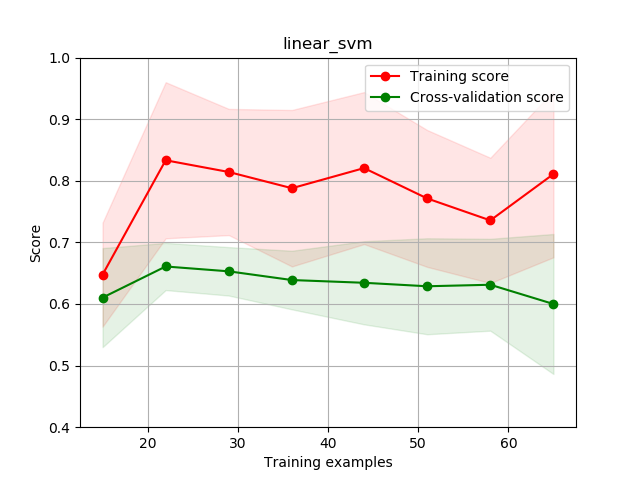 linear_svm
1.0
0.9
0.8
0.7
0.6
0.5
0.4
Score
Training score
Cross-validation score
20 30 40 50 60
Training examples